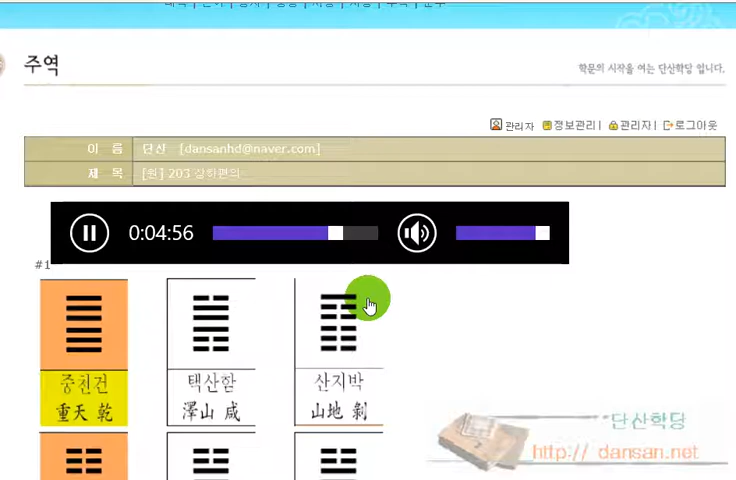 주역
학문의 시작을 여는 단산학당 입니다.
관리자 정보관리| 관리자| 로그아웃
이 름 단산 [dansanhd@naver.com]
제 목 [원] 203 상하편의
0:04:56
#1
중천건 택산함 산지박
重天 乾 澤山 咸 山地 剝
단산학당
http:// dansan.net